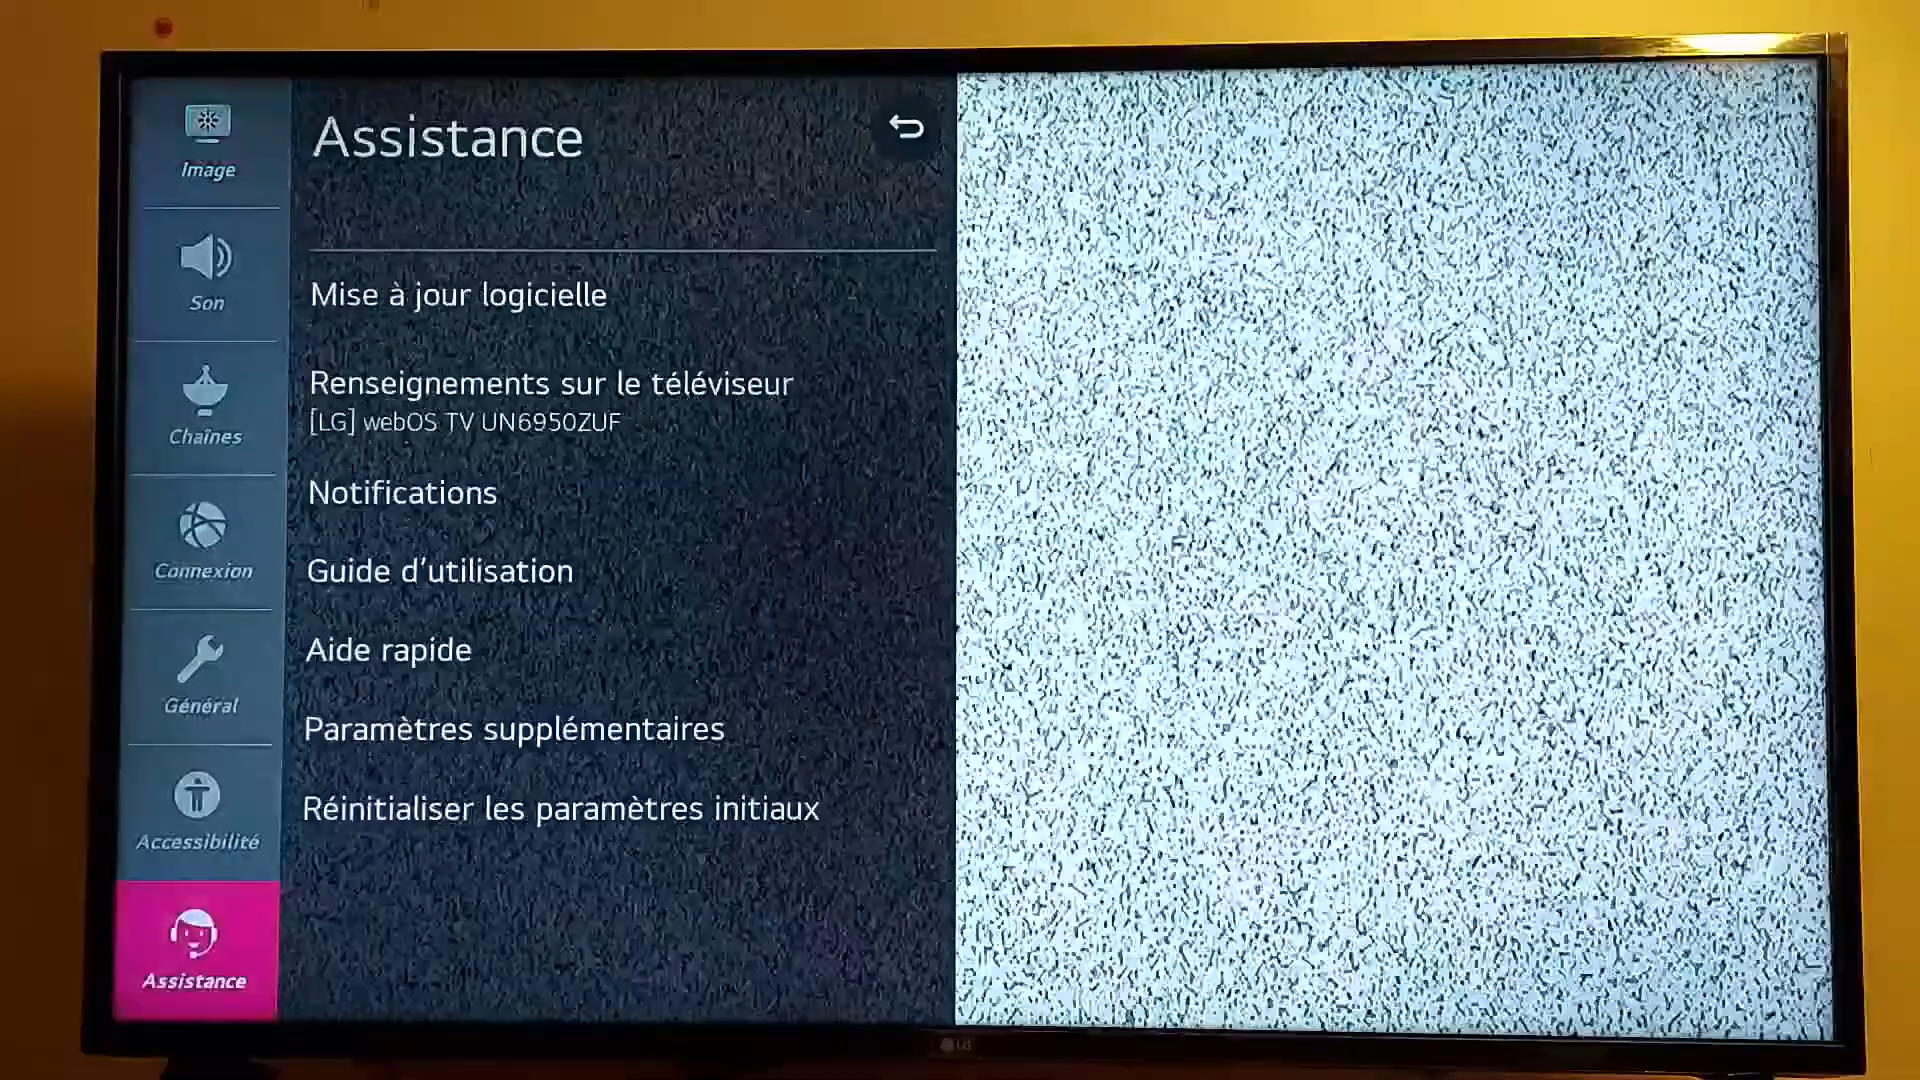 Assistance
Image
Son
Chaînes
Connexion
Général
Accessibilité
Assistance
Mise à jour logicielle
Renseignements sur le téléviseur
[LG] webOS TV UN6950ZUF
Notifications
Guide d'utilisation
Aide rapide
Paramètres supplémentaires
Réinitialiser les paramètres initiaux
LG